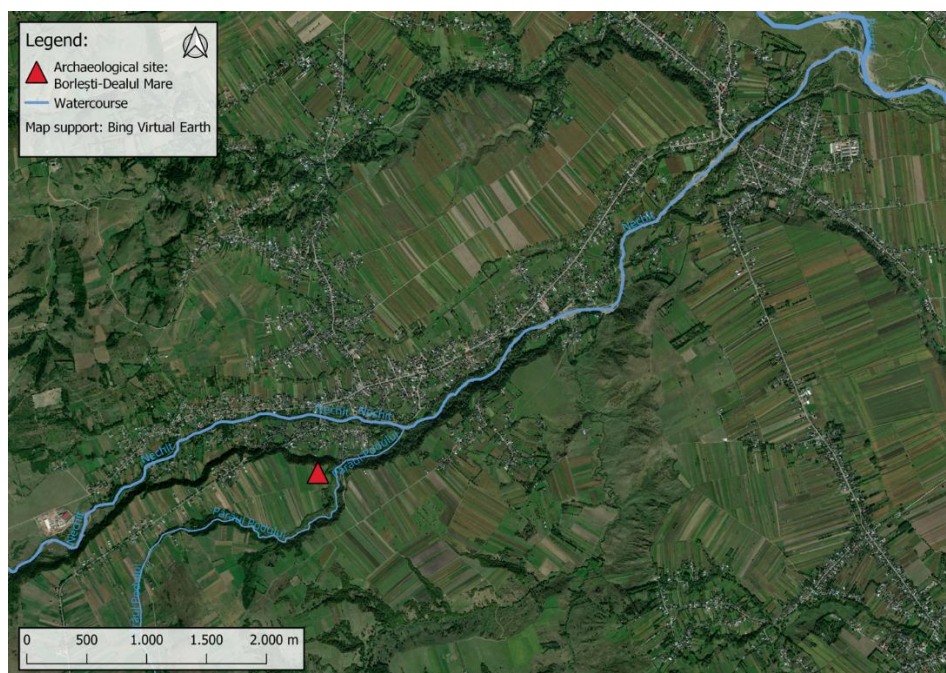 Legend:
Archaeological site:
Borlești-Dealul Mare
Watercourse
Map support: Bing Virtual Earth
Nechit
Nechit
Nechit
Nechit
Nechit
0 500 1.000 1.500 2.000 m